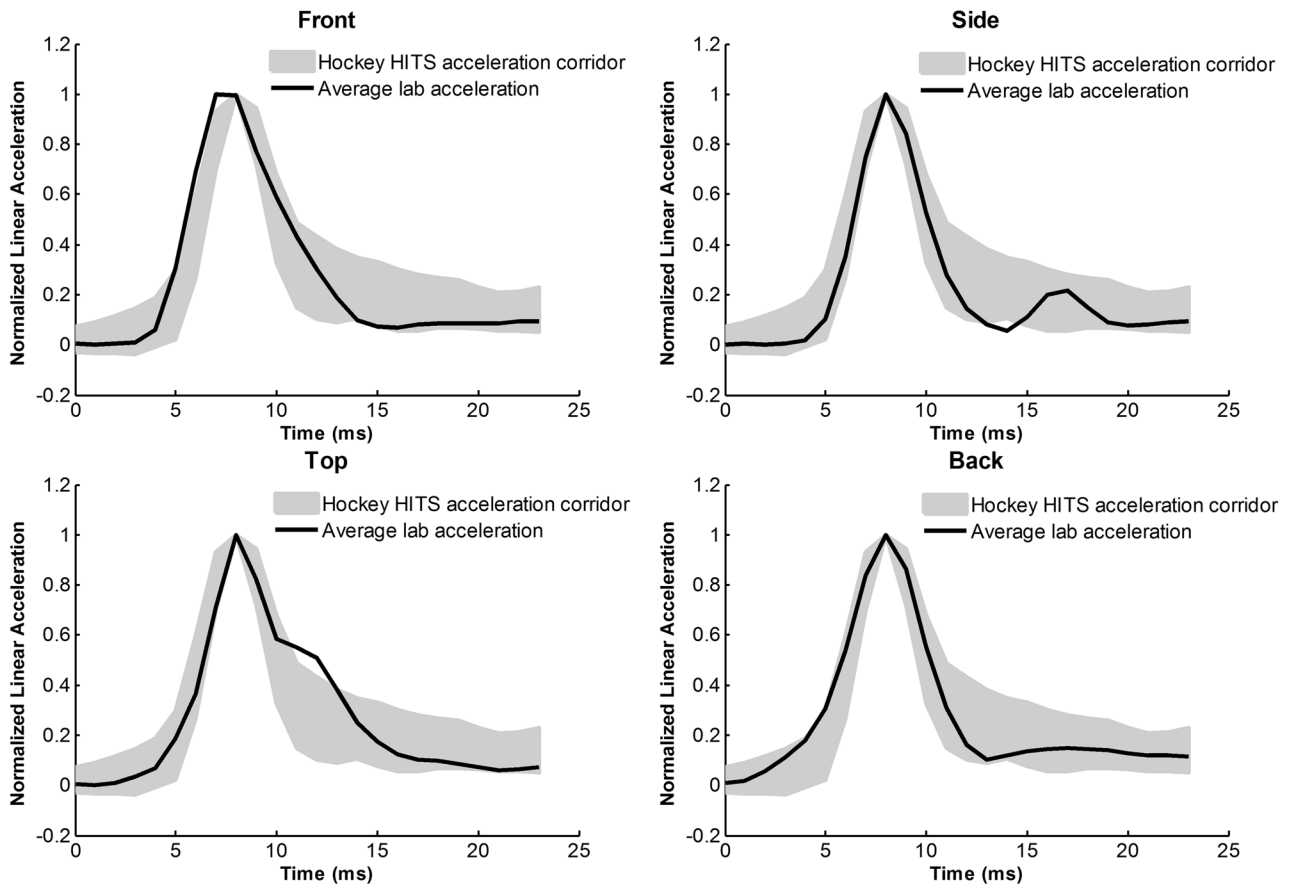 Front
Hockey HITS acceleration corridor
Average lab acceleration
Normalized Linear Acceleration
1.2
1
0.8
0.6
0.4
0.2
0
-0.2
0 5 10 15 20 25
Time (ms)
Side
Hockey HITS acceleration corridor
Average lab acceleration
Normalized Linear Acceleration
1.2
1
0.8
0.6
0.4
0.2
0
-0.2
0 5 10 15 20 25
Time (ms)
Top
Hockey HITS acceleration corridor
Average lab acceleration
Normalized Linear Acceleration
1.2
1
0.8
0.6
0.4
0.2
0
-0.2
0 5 10 15 20 25
Time (ms)
Back
Hockey HITS acceleration corridor
Average lab acceleration
Normalized Linear Acceleration
1.2
1
0.8
0.6
0.4
0.2
0
-0.2
0 5 10 15 20 25
Time (ms)